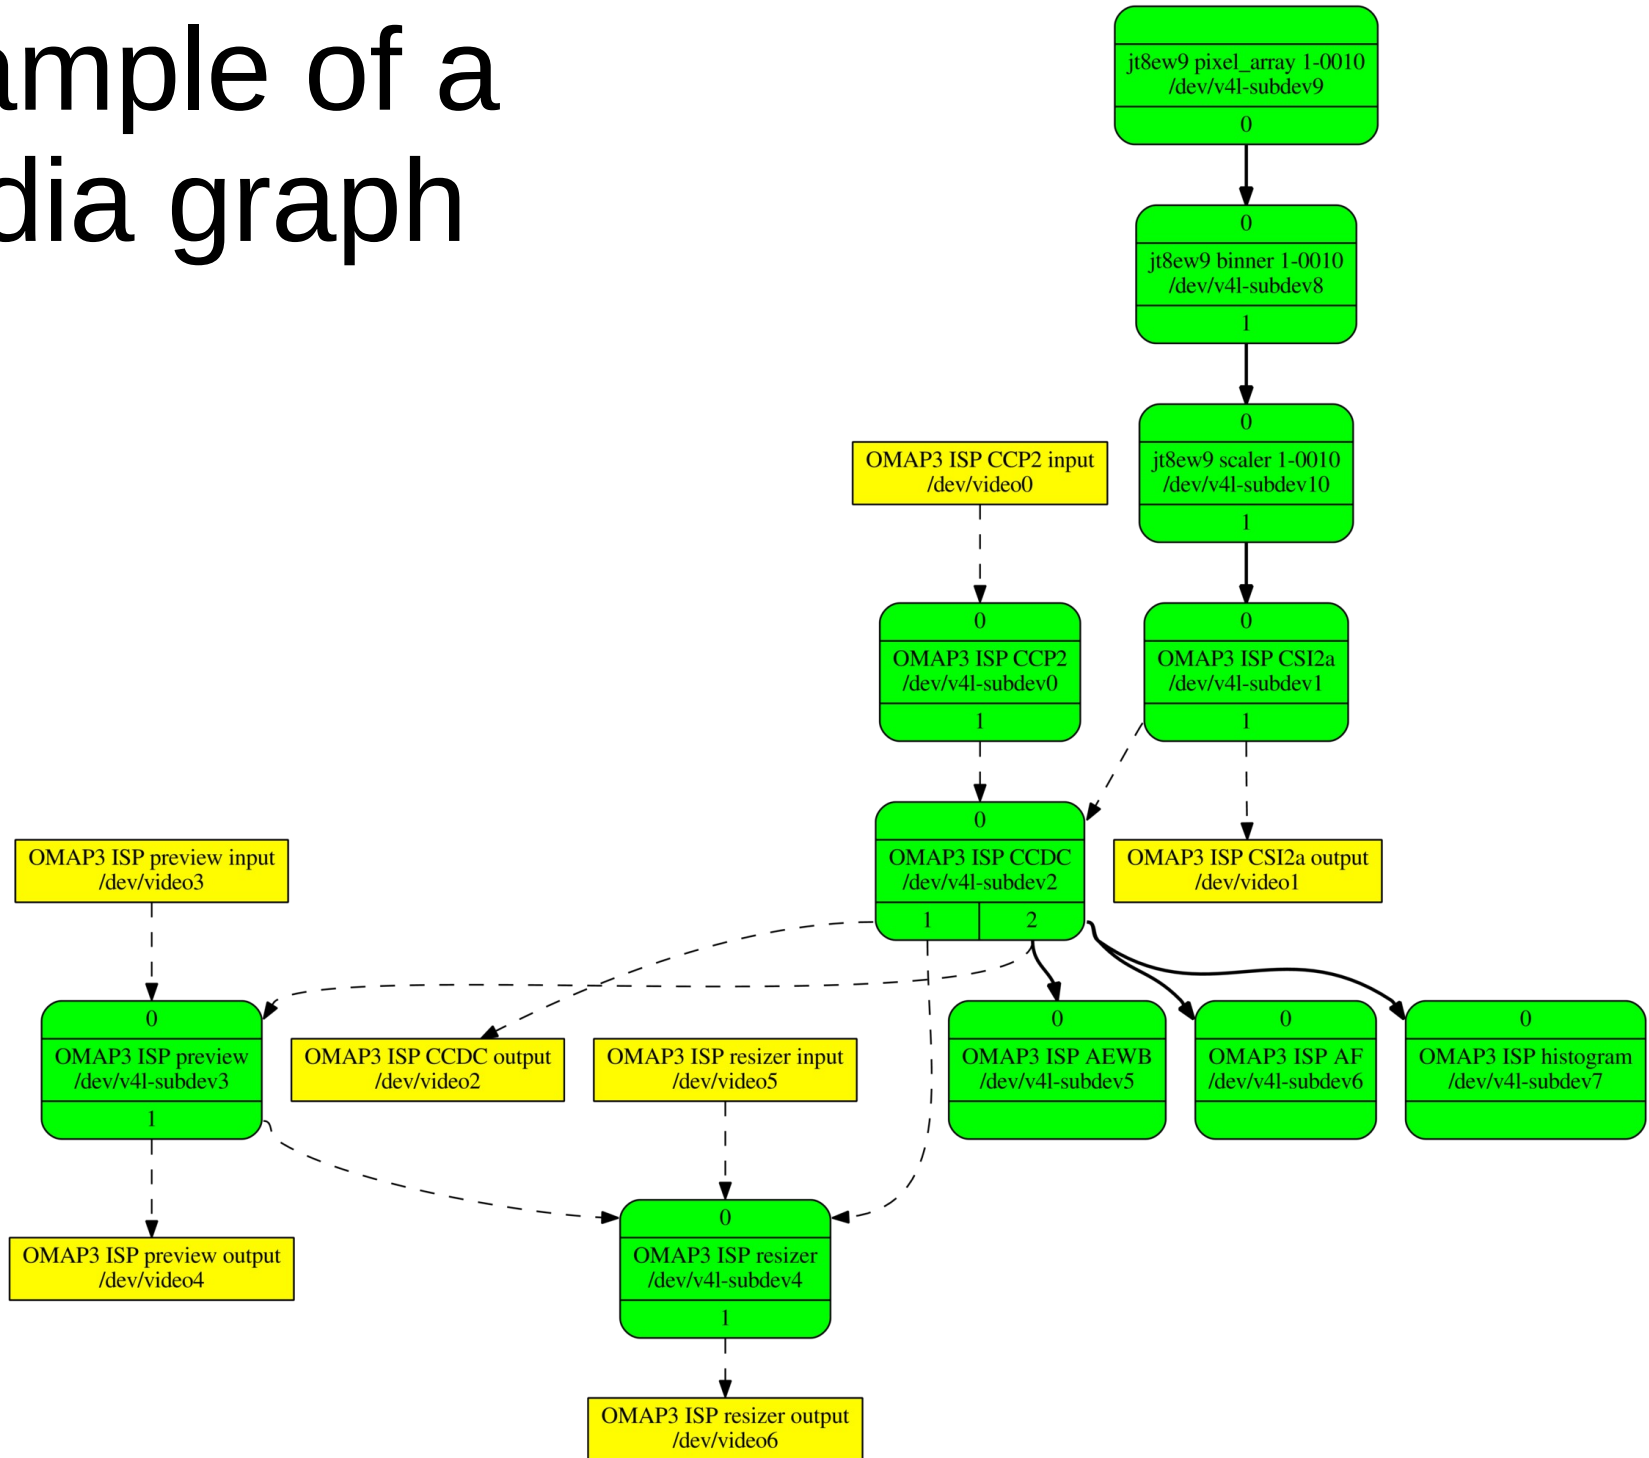 ample of a
dia graph
jt8ew9 pixel_array 1-0010
/dev/v4l-subdev9
0
0
jt8ew9 binner 1-0010
/dev/v4l-subdev8
1
0
jt8ew9 scaler 1-0010
/dev/v4l-subdev10
1
OMAP3 ISP CCP2 input
/dev/video0
0
OMAP3 ISP CCP2
/dev/v4l-subdev0
1
0
OMAP3 ISP CSI2a
/dev/v4l-subdev1
1
0
OMAP3 ISP CCDC
/dev/v4l-subdev2
1 2
OMAP3 ISP CSI2a output
/dev/video1
OMAP3 ISP preview input
/dev/video3
0
OMAP3 ISP preview
/dev/v4l-subdev3
1
OMAP3 ISP CCDC output
/dev/video2
OMAP3 ISP resizer input
/dev/video5
0
OMAP3 ISP AEWB
/dev/v4l-subdev5
0
OMAP3 ISP AF
/dev/v4l-subdev6
0
OMAP3 ISP histogram
/dev/v4l-subdev7
OMAP3 ISP preview output
/dev/video4
0
OMAP3 ISP resizer
/dev/v4l-subdev4
1
OMAP3 ISP resizer output
/dev/video6